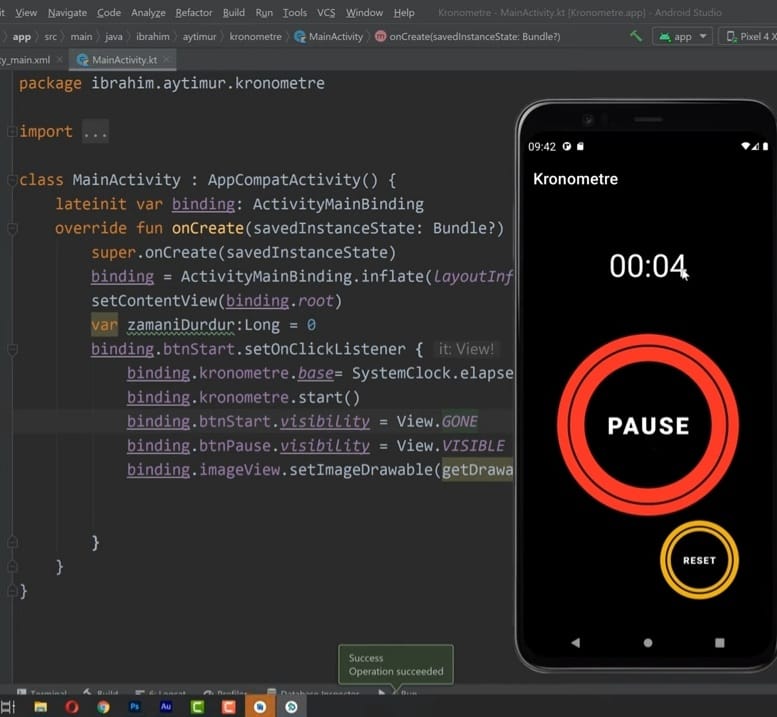 it View Navigate Code Analyze Refactor Build Run Tools VCS Window Help Kronometre - MainActivity.kt [Kronometre.app] - Android Studio
app src main java ibrahim aytimur kronometre MainActivity onCreate(savedInstanceState: Bundle?) app Pixel 4 X
ty_main.xml MainActivity.kt
package ibrahim.aytimur.kronometre
import ...
class MainActivity : AppCompatActivity() {
lateinit var binding: ActivityMainBinding
override fun onCreate(savedInstanceState: Bundle?)
super.onCreate(savedInstanceState)
binding = ActivityMainBinding.inflate(layoutInf
setContentView(binding.root)
var zamaniDurdur:Long = 0
binding.btnStart.setOnClickListener { it: View!
binding.kronometre.base= SystemClock.elapse
binding.kronometre.start()
binding.btnStart.visibility = View.GONE
binding.btnPause.visibility = View.VISIBLE
binding.imageView.setImageDrawable(getDrawa
}
}
}
09:42
Kronometre
00:04
PAUSE
RESET
Success
Operation succeeded
Terminal Build 6: Logcat Profiler Database Inspector Run
Ps Au